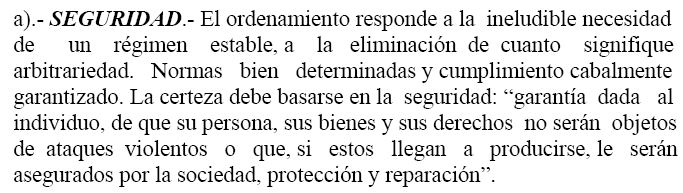 a).- SEGURIDAD.- El ordenamiento responde a la ineludible necesidad
de un régimen estable, a la eliminación de cuanto signifique
arbitrariedad. Normas bien determinadas y cumplimiento cabalmente
garantizado. La certeza debe basarse en la seguridad: “garantía dada al
individuo, de que su persona, sus bienes y sus derechos no serán objetos
de ataques violentos o que, si estos llegan a producirse, le serán
asegurados por la sociedad, protección y reparación”.